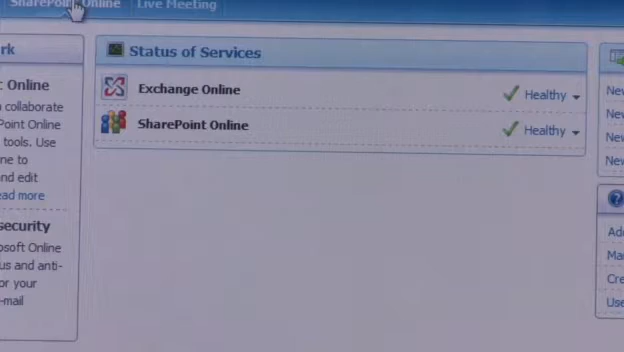 SharePoint Online Live Meeting
rk
Online
collaborate
Point Online
tools. Use
ne to
nd edit
ead more
security
osoft Online
us and anti-
or your
-mail
Status of Services
Exchange Online
Healthy
SharePoint Online
Healthy
New
New
New
New
Add
Ma
Cre
Use